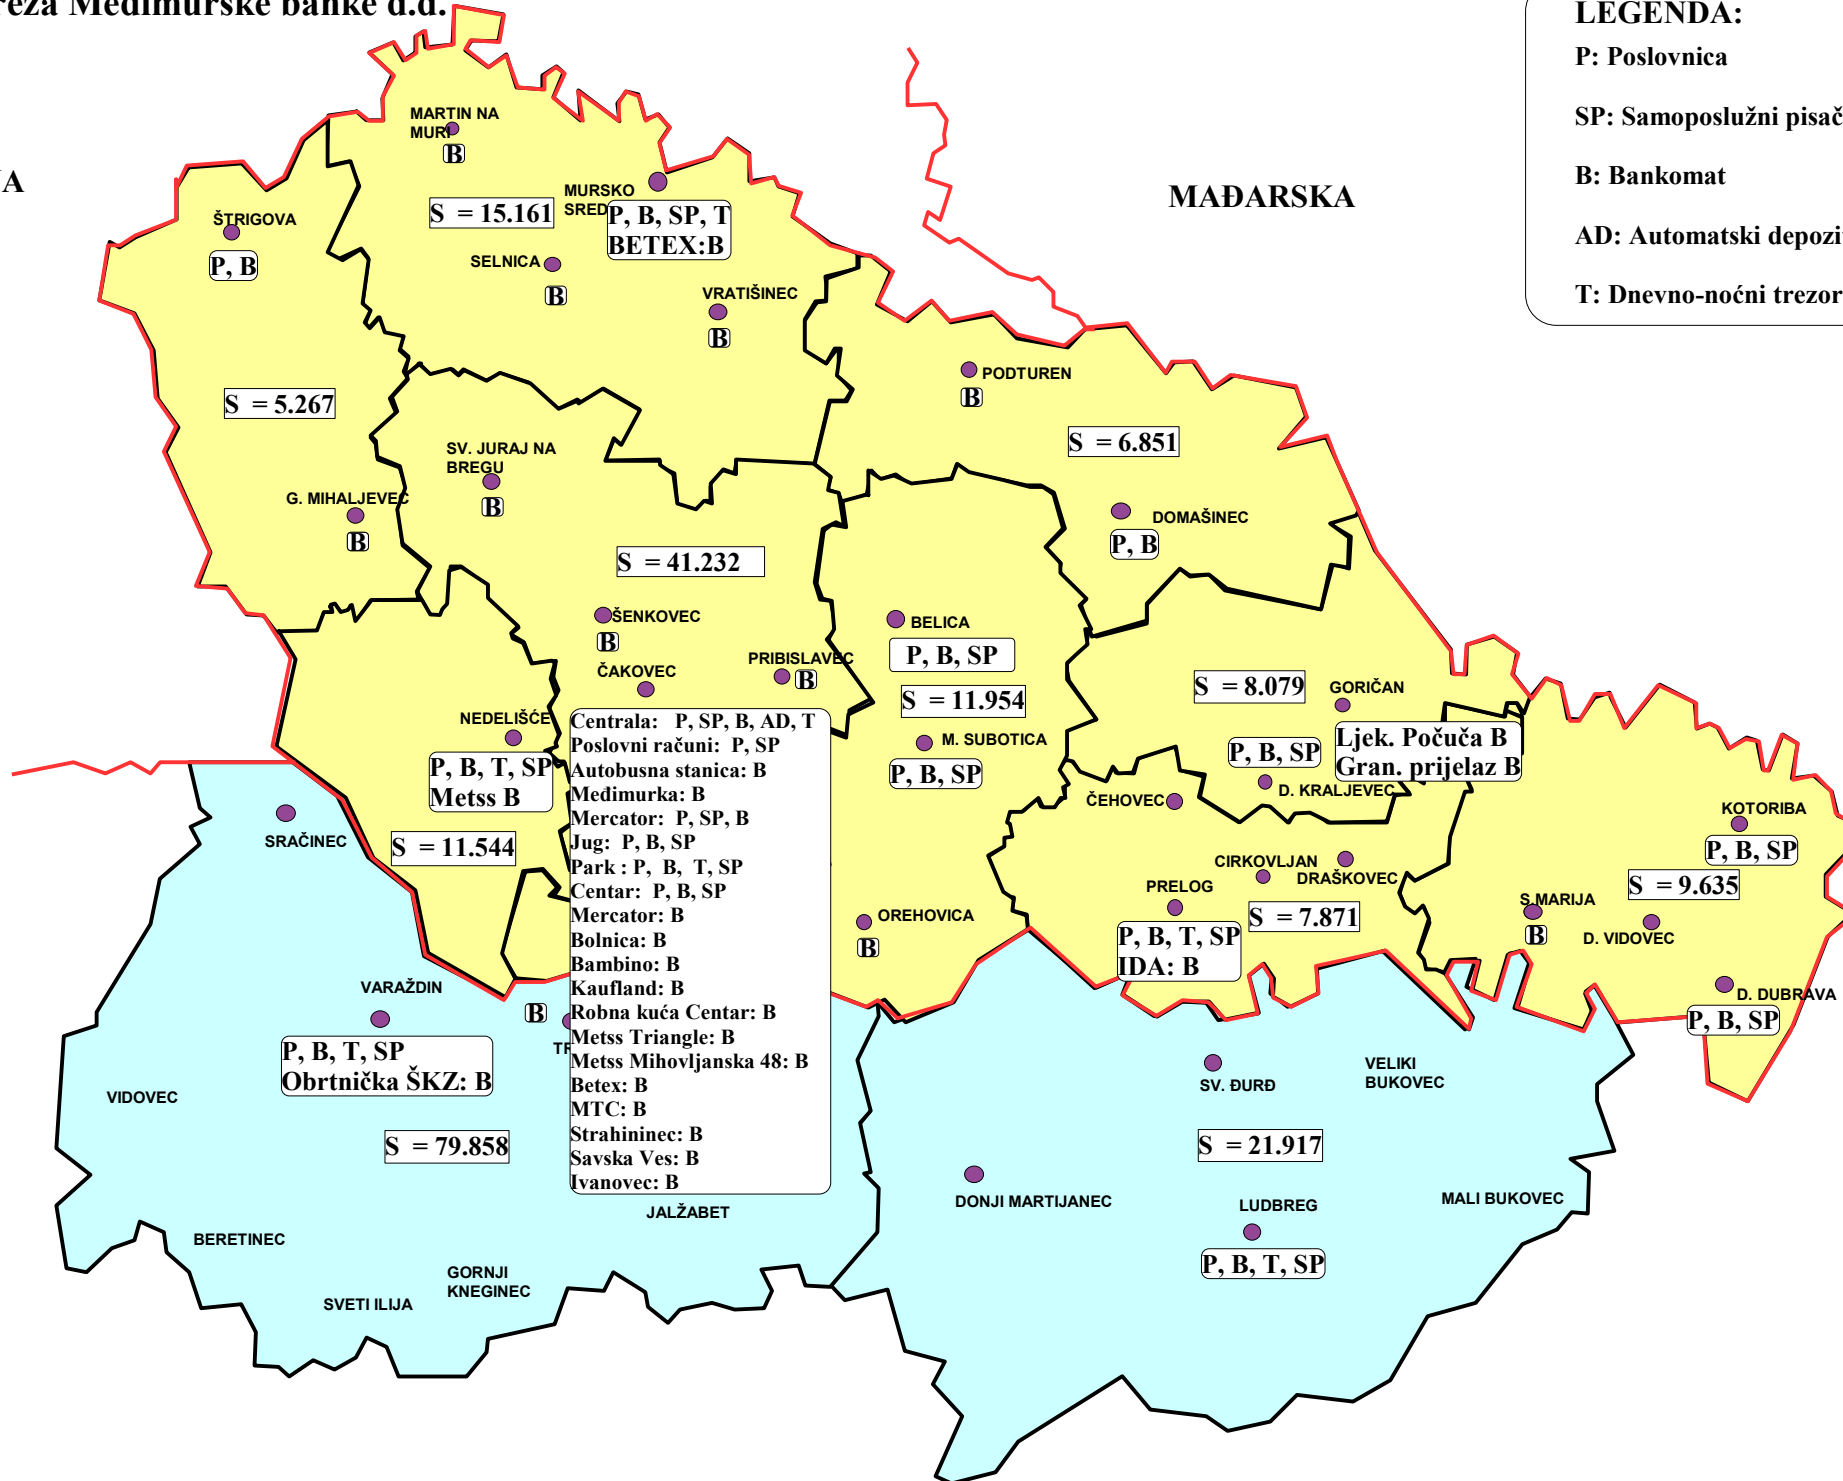 reža Međimurske banke d.d.
LEGENDA:
P: Poslovnica
SP: Samoposlužni pisač
B: Bankomat
AD: Automatski depozi
T: Dnevno-noćni trezor
MAĐARSKA
MARTIN NA
MURI
B
S = 15.161
MURSKO
SRED
P, B, SP, T
BETEX:B
ŠTRIGOVA
P, B
SELNICA
B
VRATIŠINEC
B
PODTUREN
B
S = 5.267
S = 6.851
SV. JURAJ NA
BREGU
B
G. MIHALJEVEC
B
DOMAŠINEC
P, B
S = 41.232
ŠENKOVEC
B
BELICA
P, B, SP
ČAKOVEC
PRIBISLAVEC
B
S = 11.954
S = 8.079
GORIČAN
Ljek. Počuča B
Gran. prijelaz B
NEDELIŠĆE
P, B, T, SP
Metss B
Centrala: P, SP, B, AD, T
Poslovni računi: P, SP
Autobusna stanica: B
Međimurka: B
Mercator: P, SP, B
Jug: P, B, SP
Park : P, B, T, SP
Centar: P, B, SP
Mercator: B
Bolnica: B
Bambino: B
Kaufland: B
Robna kuća Centar: B
Metss Triangle: B
Metss Mihovljanska 48: B
Betex: B
MTC: B
Strahininec: B
Savska Ves: B
Ivanovec: B
M. SUBOTICA
P, B, SP
P, B, SP
D. KRALJEVEC
ČEHOVEC
KOTORIBA
P, B, SP
SRAČINEC
S = 11.544
CIRKOVLJAN
DRAŠKOVEC
PRELOG
P, B, T, SP
IDA: B
S = 7.871
S = 9.635
S.MARIJA
B
D. VIDOVEC
OREHOVICA
B
D. DUBRAVA
P, B, SP
VARAŽDIN
P, B, T, SP
Obrtnička ŠKZ: B
B
VIDOVEC
S = 79.858
SV. ĐURĐ
VELIKI
BUKOVEC
S = 21.917
DONJI MARTIJANEC
LUDBREG
P, B, T, SP
MALI BUKOVEC
JALŽABET
BERETINEC
GORNJI
KNEGINEC
SVETI ILIJA